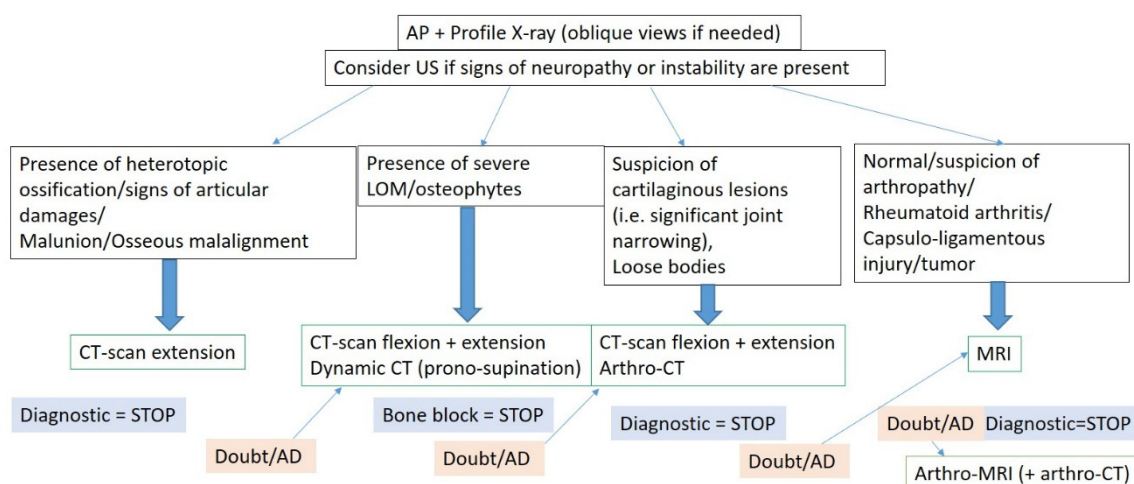 AP + Profile X-ray (oblique views if needed)
Consider US if signs of neuropathy or instability are present
Presence of heterotopic
ossification/signs of articular
damages/
Malunion/Osseous malalignment
Presence of severe
LOM/osteophytes
Suspicion of
cartilaginous lesions
(i.e. significant joint
narrowing),
Loose bodies
Normal/suspicion of
arthropathy/
Rheumatoid arthritis/
Capsulo-ligamentous
injury/tumor
CT-scan extension
CT-scan flexion + extension
Dynamic CT (prono-supination)
CT-scan flexion + extension
Arthro-CT
MRI
Diagnostic = STOP
Bone block = STOP
Diagnostic = STOP
Doubt/AD
Diagnostic=STOP
Doubt/AD
Doubt/AD
Doubt/AD
Arthro-MRI (+ arthro-CT)